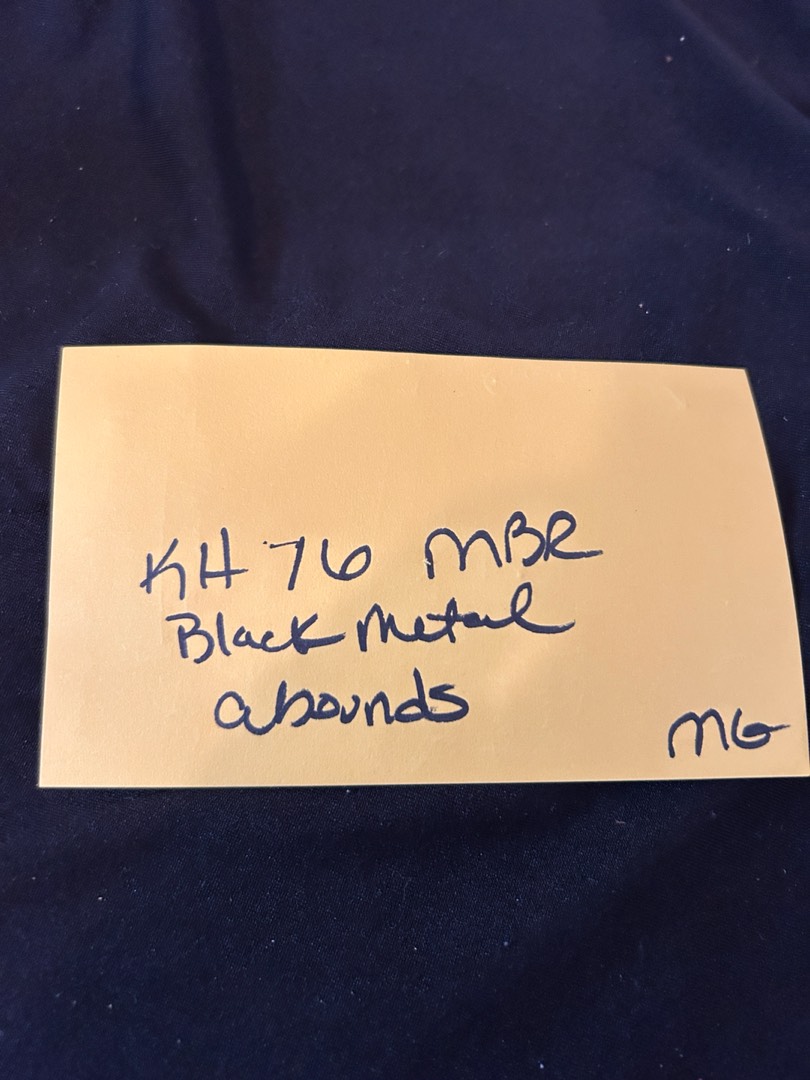 KH 76 MBR
Black Metal
abounds
MG